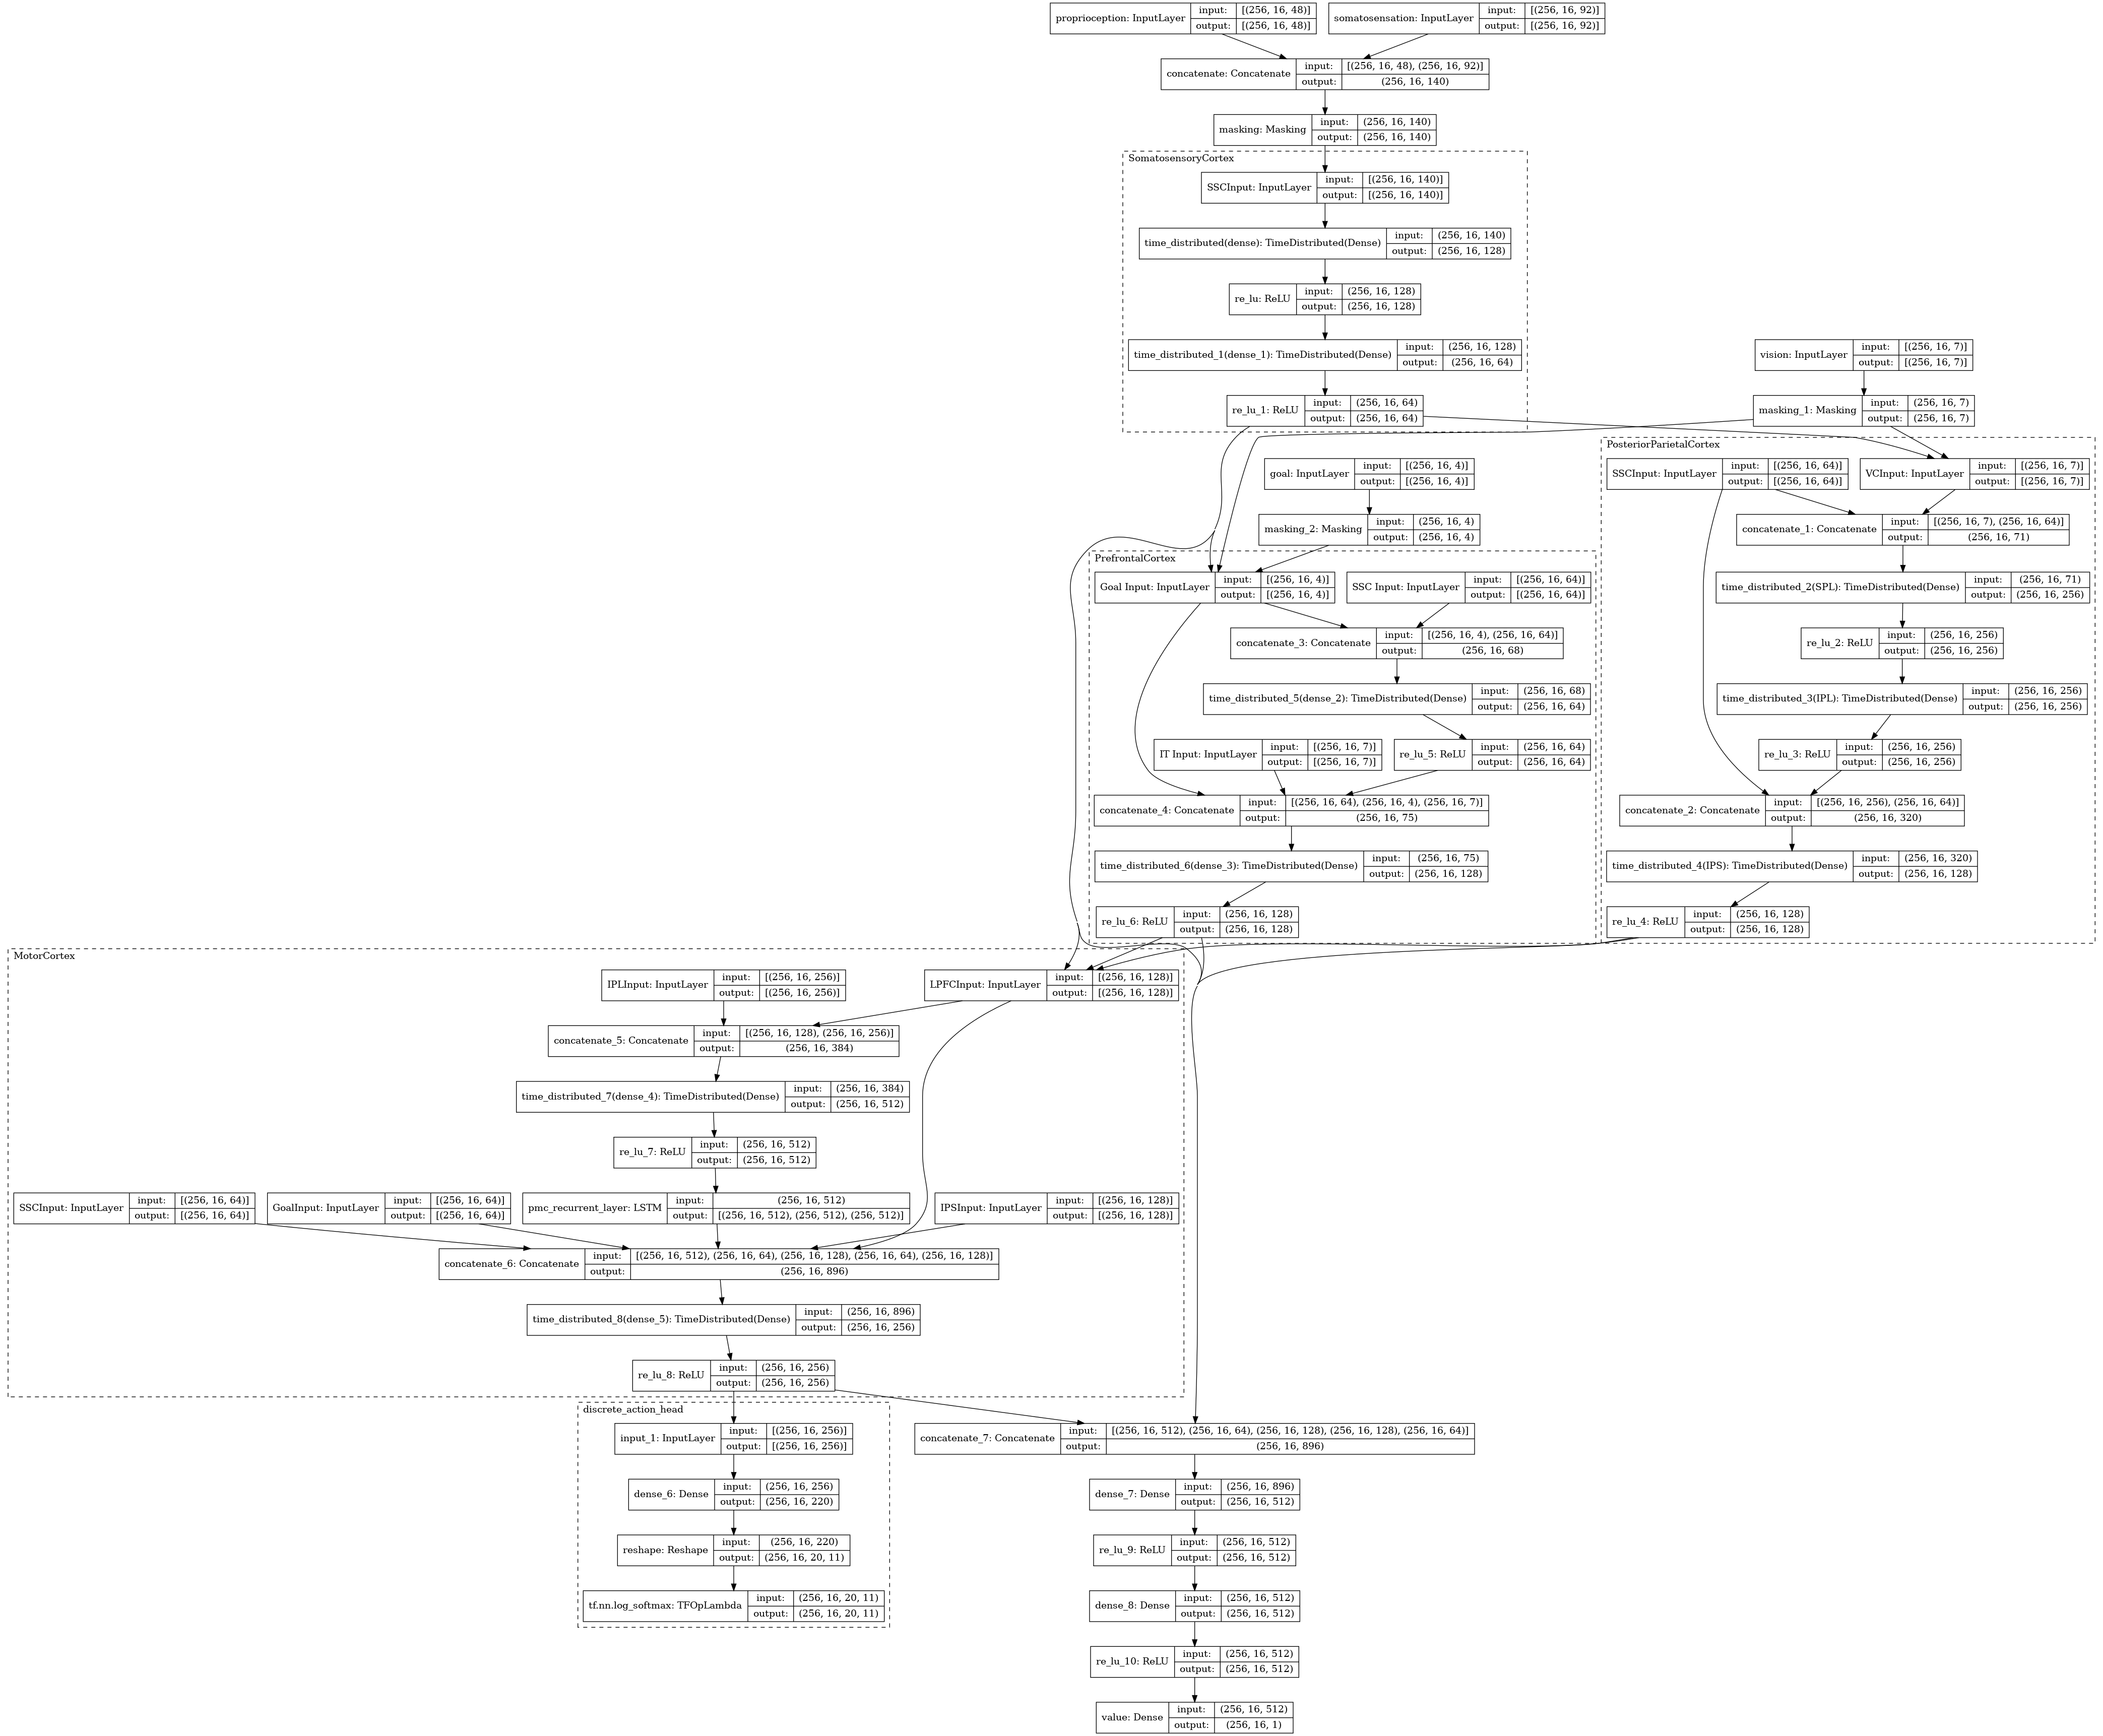 proprioception: InputLayer input: [(256, 16, 48)]
output: [(256, 16, 48)]
somatosensation: InputLayer input: [(256, 16, 92)]
output: [(256, 16, 92)]
concatenate: Concatenate input: [(256, 16, 48), (256, 16, 92)]
output: (256, 16, 140)
masking: Masking input: (256, 16, 140)
output: (256, 16, 140)
SomatosensoryCortex
SSCInput: InputLayer input: [(256, 16, 140)]
output: [(256, 16, 140)]
time_distributed(dense): TimeDistributed(Dense) input: (256, 16, 140)
output: (256, 16, 128)
re_lu: ReLU input: (256, 16, 128)
output: (256, 16, 128)
time_distributed_1(dense_1): TimeDistributed(Dense) input: (256, 16, 128)
output: (256, 16, 64)
re_lu_1: ReLU input: (256, 16, 64)
output: (256, 16, 64)
vision: InputLayer input: [(256, 16, 7)]
output: [(256, 16, 7)]
masking_1: Masking input: (256, 16, 7)
output: (256, 16, 7)
PosteriorParietalCortex
SSCInput: InputLayer input: [(256, 16, 64)]
output: [(256, 16, 64)]
VCInput: InputLayer input: [(256, 16, 7)]
output: [(256, 16, 7)]
concatenate_1: Concatenate input: [(256, 16, 7), (256, 16, 64)]
output: (256, 16, 71)
time_distributed_2(SPL): TimeDistributed(Dense) input: (256, 16, 71)
output: (256, 16, 256)
re_lu_2: ReLU input: (256, 16, 256)
output: (256, 16, 256)
time_distributed_3(IPL): TimeDistributed(Dense) input: (256, 16, 256)
output: (256, 16, 256)
re_lu_3: ReLU input: (256, 16, 256)
output: (256, 16, 256)
concatenate_2: Concatenate input: [(256, 16, 256), (256, 16, 64)]
output: (256, 16, 320)
time_distributed_4(IPS): TimeDistributed(Dense) input: (256, 16, 320)
output: (256, 16, 128)
re_lu_4: ReLU input: (256, 16, 128)
output: (256, 16, 128)
goal: InputLayer input: [(256, 16, 4)]
output: [(256, 16, 4)]
masking_2: Masking input: (256, 16, 4)
output: (256, 16, 4)
PrefrontalCortex
Goal Input: InputLayer input: [(256, 16, 4)]
output: [(256, 16, 4)]
SSC Input: InputLayer input: [(256, 16, 64)]
output: [(256, 16, 64)]
concatenate_3: Concatenate input: [(256, 16, 4), (256, 16, 64)]
output: (256, 16, 68)
time_distributed_5(dense_2): TimeDistributed(Dense) input: (256, 16, 68)
output: (256, 16, 64)
IT Input: InputLayer input: [(256, 16, 7)]
output: [(256, 16, 7)]
re_lu_5: ReLU input: (256, 16, 64)
output: (256, 16, 64)
concatenate_4: Concatenate input: [(256, 16, 64), (256, 16, 4), (256, 16, 7)]
output: (256, 16, 75)
time_distributed_6(dense_3): TimeDistributed(Dense) input: (256, 16, 75)
output: (256, 16, 128)
re_lu_6: ReLU input: (256, 16, 128)
output: (256, 16, 128)
MotorCortex
IPLInput: InputLayer input: [(256, 16, 256)]
output: [(256, 16, 256)]
LPFCInput: InputLayer input: [(256, 16, 128)]
output: [(256, 16, 128)]
concatenate_5: Concatenate input: [(256, 16, 128), (256, 16, 256)]
output: (256, 16, 384)
time_distributed_7(dense_4): TimeDistributed(Dense) input: (256, 16, 384)
output: (256, 16, 512)
re_lu_7: ReLU input: (256, 16, 512)
output: (256, 16, 512)
SSCInput: InputLayer input: [(256, 16, 64)]
output: [(256, 16, 64)]
GoalInput: InputLayer input: [(256, 16, 64)]
output: [(256, 16, 64)]
pmc_recurrent_layer: LSTM input: (256, 16, 512)
output: [(256, 16, 512), (256, 512), (256, 512)]
IPSInput: InputLayer input: [(256, 16, 128)]
output: [(256, 16, 128)]
concatenate_6: Concatenate input: [(256, 16, 512), (256, 16, 64), (256, 16, 128), (256, 16, 64), (256, 16, 128)]
output: (256, 16, 896)
time_distributed_8(dense_5): TimeDistributed(Dense) input: (256, 16, 896)
output: (256, 16, 256)
re_lu_8: ReLU input: (256, 16, 256)
output: (256, 16, 256)
discrete_action_head
input_1: InputLayer input: [(256, 16, 256)]
output: [(256, 16, 256)]
dense_6: Dense input: (256, 16, 256)
output: (256, 16, 220)
reshape: Reshape input: (256, 16, 220)
output: (256, 16, 20, 11)
tf.nn.log_softmax: TFOpLambda input: (256, 16, 20, 11)
output: (256, 16, 20, 11)
concatenate_7: Concatenate input: [(256, 16, 512), (256, 16, 64), (256, 16, 128), (256, 16, 128), (256, 16, 64)]
output: (256, 16, 896)
dense_7: Dense input: (256, 16, 896)
output: (256, 16, 512)
re_lu_9: ReLU input: (256, 16, 512)
output: (256, 16, 512)
dense_8: Dense input: (256, 16, 512)
output: (256, 16, 512)
re_lu_10: ReLU input: (256, 16, 512)
output: (256, 16, 512)
value: Dense input: (256, 16, 512)
output: (256, 16, 1)